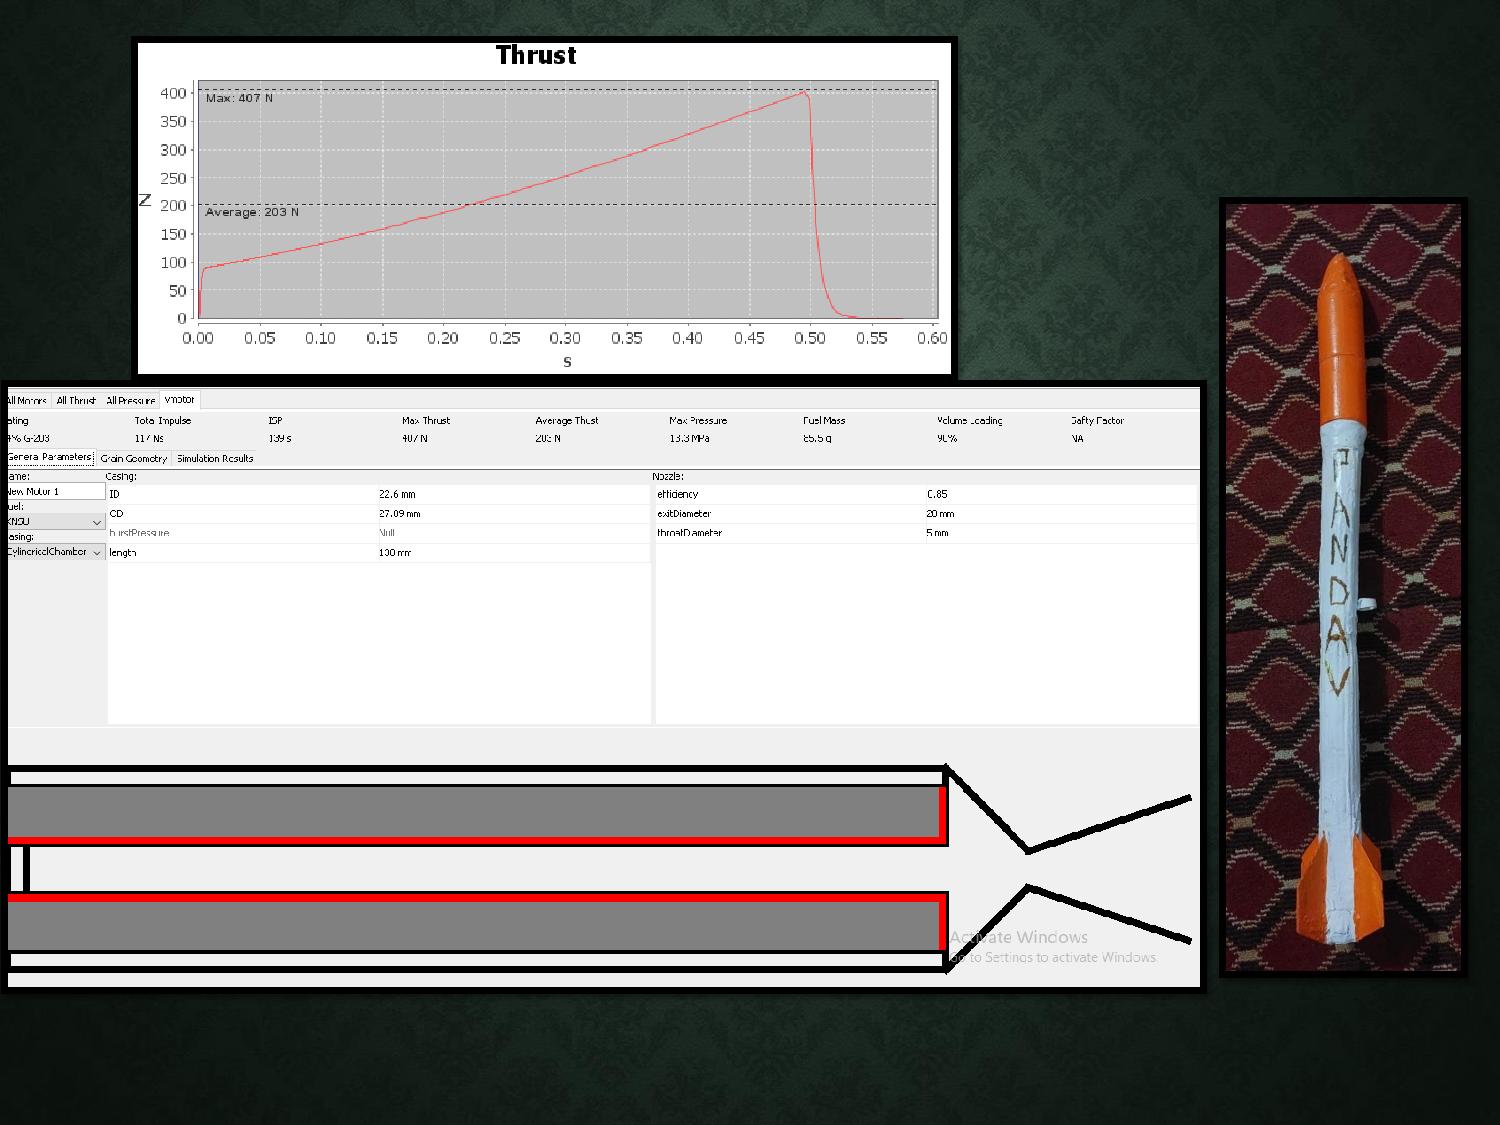 Thrust
400
350
300
250
200
150
100
50
0
N
Max: 407 N
Average: 203 N
0.00 0.05 0.10 0.15 0.20 0.25 0.30 0.35 0.40 0.45 0.50 0.55 0.60
s
All Motors All Thrust All Pressure
ating Total Impulse ISP Max Thrust Average Thrust Max Pressure Fuel Mass Volume Loading Safty Factor
4% G-203 117 Ns 139 s 407 N 203 N 13.3 MPa 85.5 g 90% NA
General Parameters Grain Geometry Simulation Results
ame: Casing: Nozzle:
New Motor 1 ID 22.6 mm efficiency 0.85
uel: OD 27.09 mm exitDiameter 20 mm
KNSU burstPressure Null throatDiameter 5 mm
asing:
CylindricalChamber length 130 mm
Activate Windows
Go to Settings to activate Windows.
PANDAV